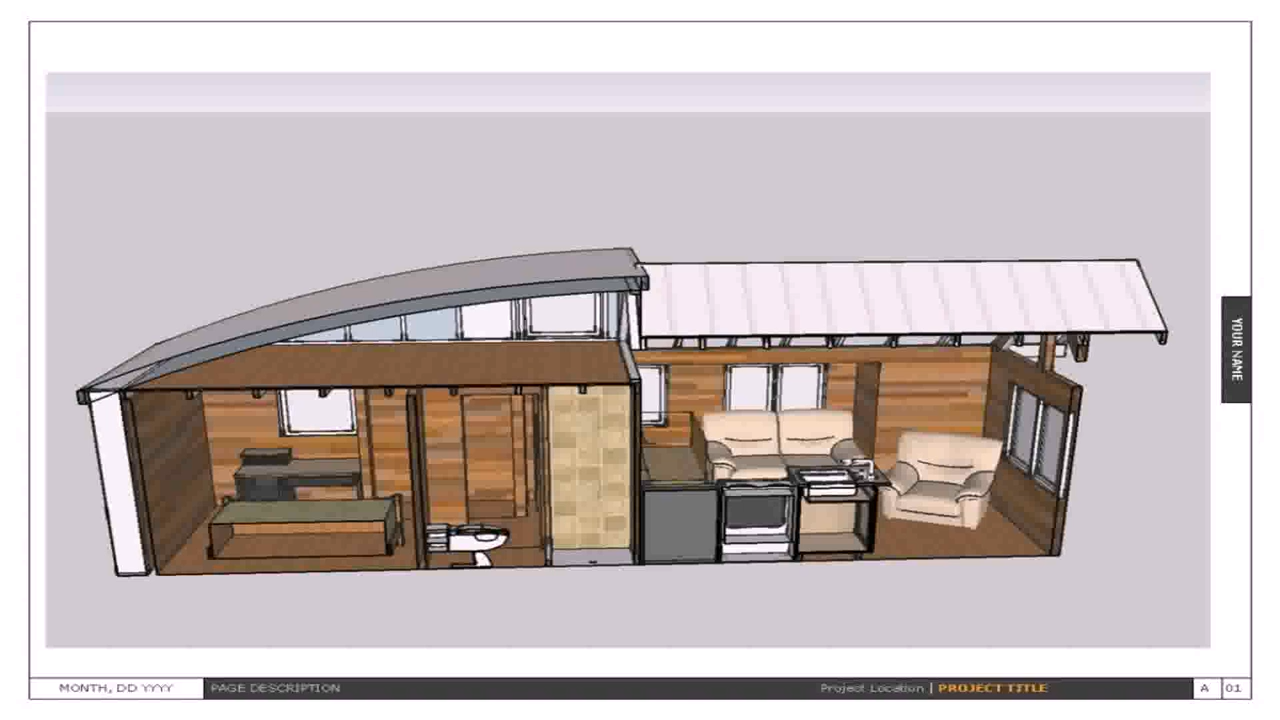 YOUR NAME
MONTH, DD YYYY
PAGE DESCRIPTION
Project Location | PROJECT TITLE
A
01